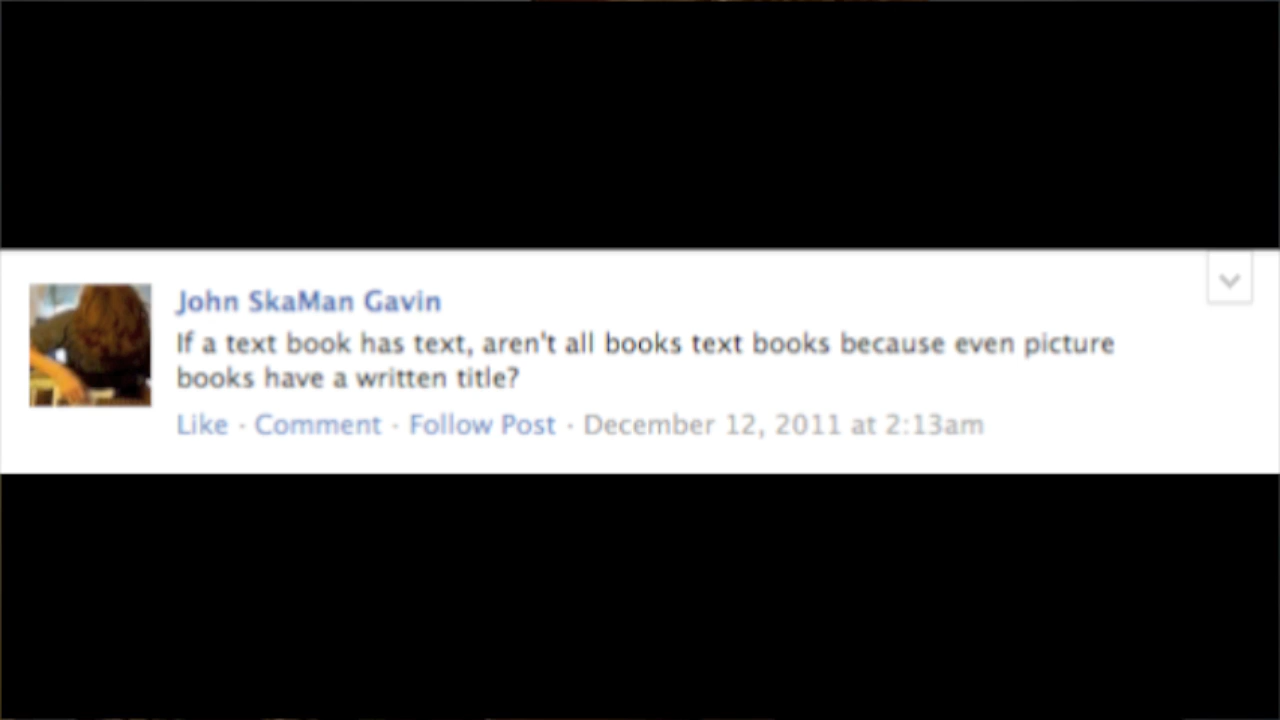 John SkaMan Gavin
If a text book has text, aren't all books text books because even picture
books have a written title?
Like · Comment · Follow Post · December 12, 2011 at 2:13am